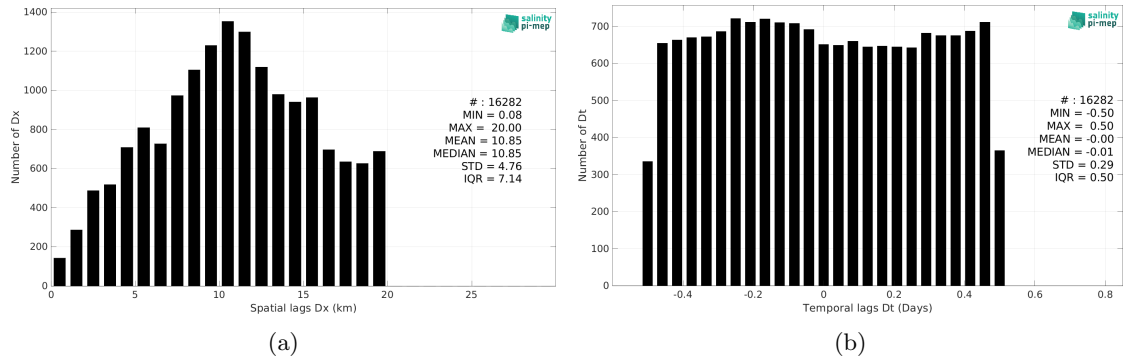 1400
1200
1000
800
600
400
200
0
Number of Dx
0 5 10 15 20 25
Spatial lags Dx (km)
salinity
pi-mep
# : 16282
MIN = 0.08
MAX = 20.00
MEAN = 10.85
MEDIAN = 10.85
STD = 4.76
IQR = 7.14
(a)
700
600
500
400
300
200
100
0
Number of Dt
-0.4 -0.2 0 0.2 0.4 0.6 0.8
Temporal lags Dt (Days)
salinity
pi-mep
# : 16282
MIN = -0.50
MAX = 0.50
MEAN = -0.00
MEDIAN = -0.01
STD = 0.29
IQR = 0.50
(b)